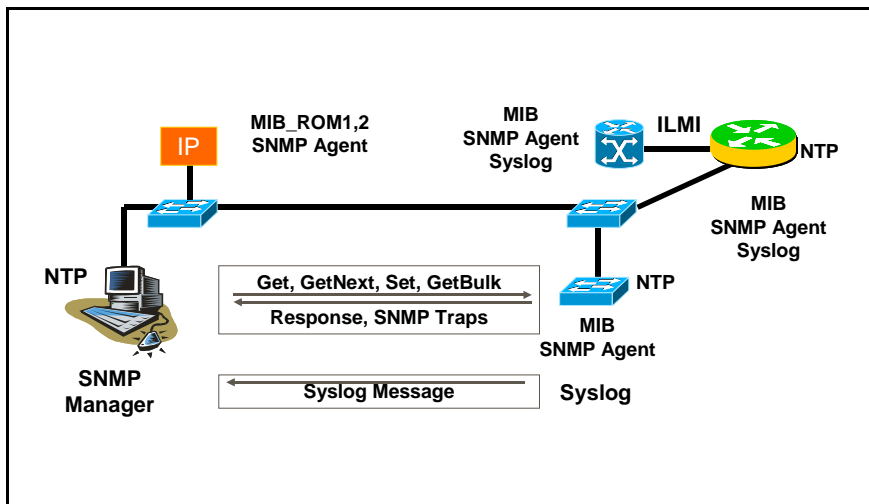 MIB_ROM1,2
SNMP Agent
IP
MIB
SNMP Agent
Syslog
ILMI
NTP
MIB
SNMP Agent
Syslog
NTP
SNMP
Manager
Get, GetNext, Set, GetBulk
Response, SNMP Traps
NTP
MIB
SNMP Agent
Syslog Message
Syslog